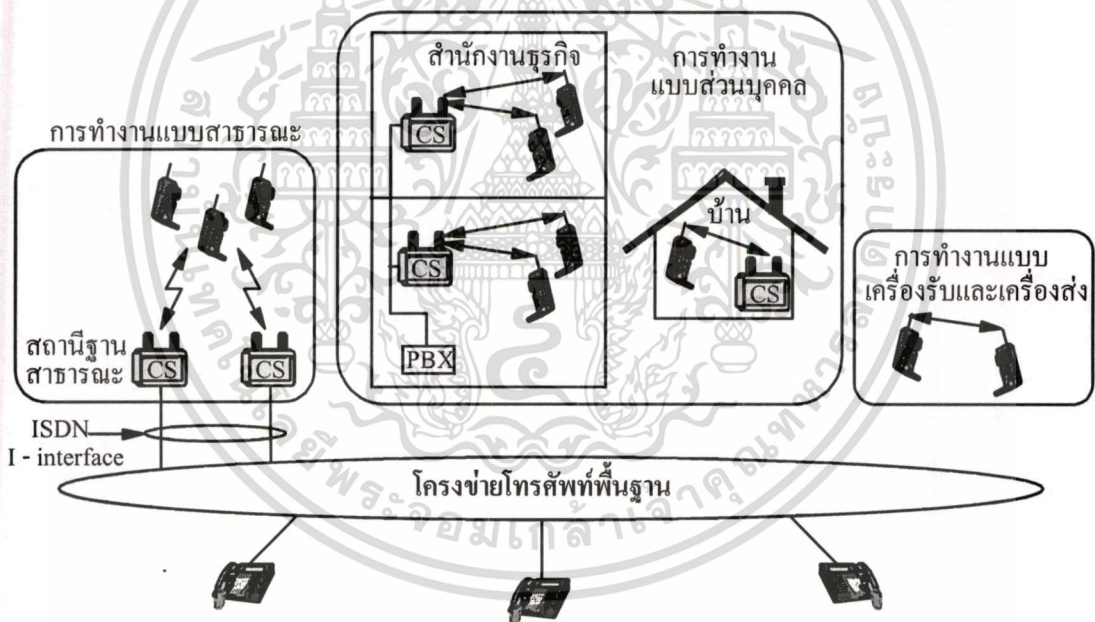 สำนักงานธุรกิจ
การทำงาน
แบบส่วนบุคคล
CS
การทำงานแบบสาธารณะ
บ้าน
CS
CS
การทำงานแบบ
เครื่องรับและเครื่องส่ง
สถานีฐาน
สาธารณะ
CS
CS
PBX
ISDN
I - interface
โครงข่ายโทรศัพท์พื้นฐาน